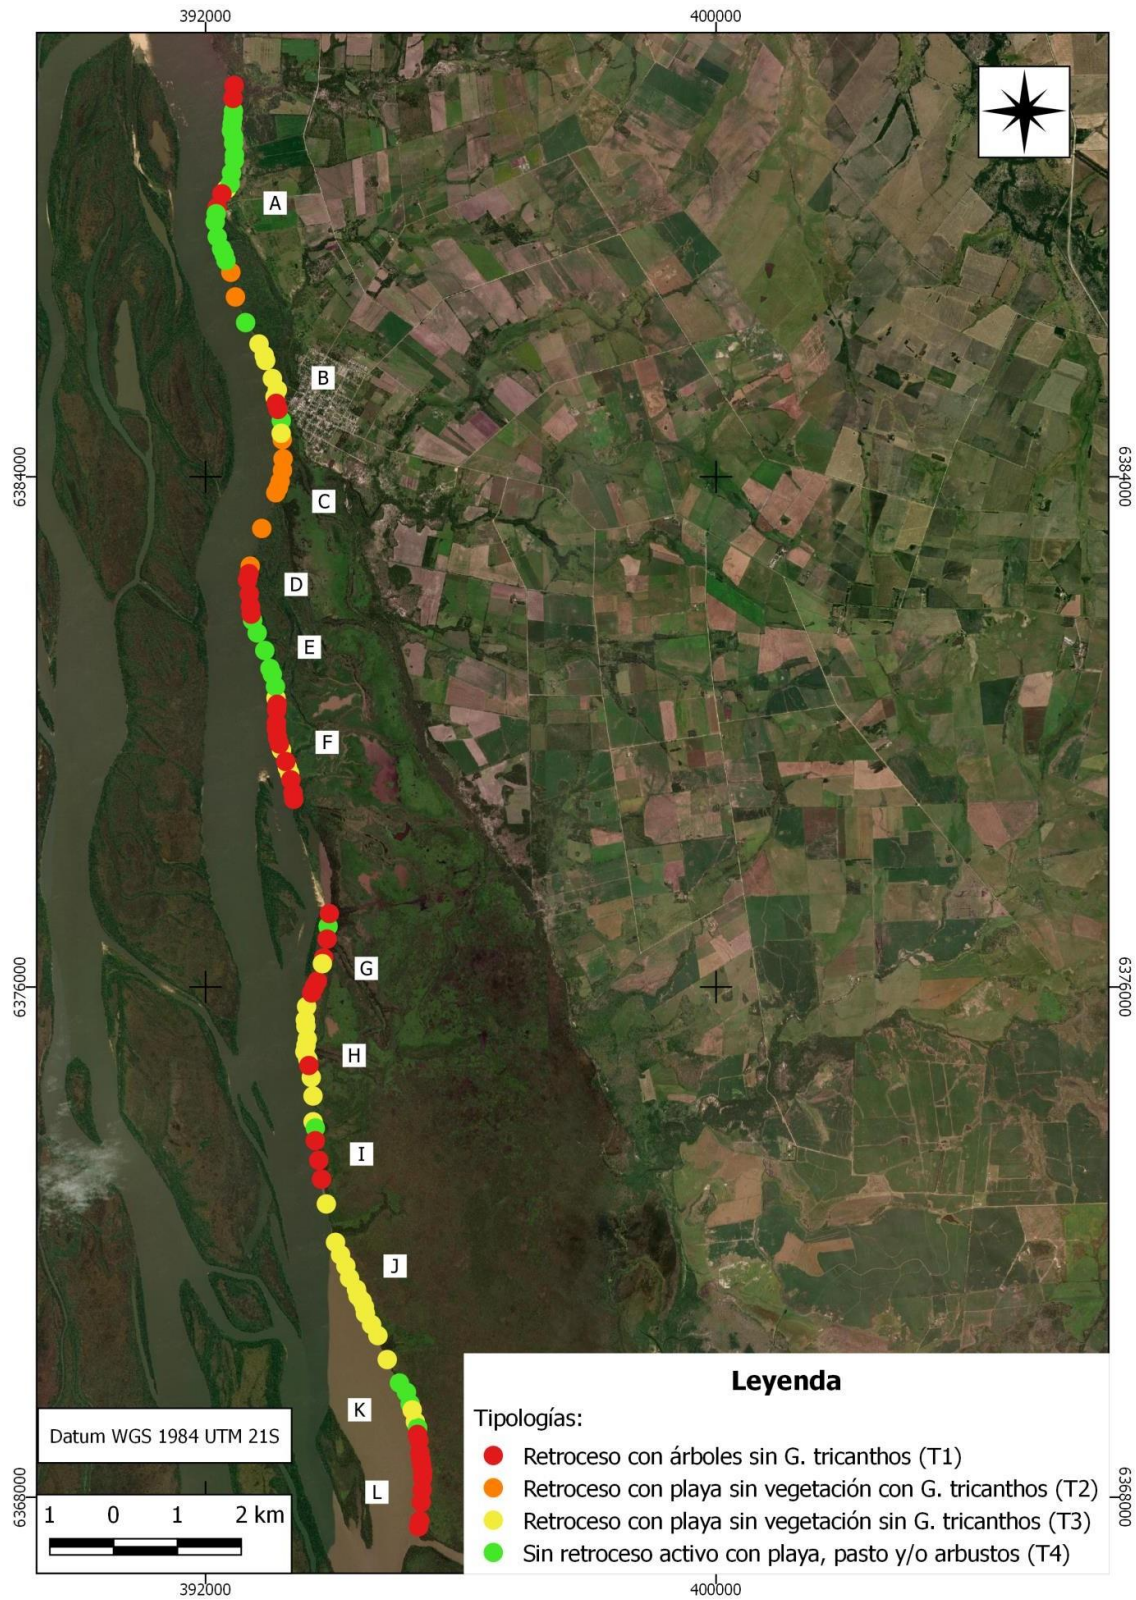 392000 400000
A
B
6384000 6384000
C
D
E
F
G
6376000 6376000
H
I
J
K
L
Leyenda
Tipologías:
Retroceso con árboles sin G. tricanthos (T1)
Retroceso con playa sin vegetación con G. tricanthos (T2)
Retroceso con playa sin vegetación sin G. tricanthos (T3)
Sin retroceso activo con playa, pasto y/o arbustos (T4)
Datum WGS 1984 UTM 21S
1 0 1 2 km
6368000 6368000
392000 400000